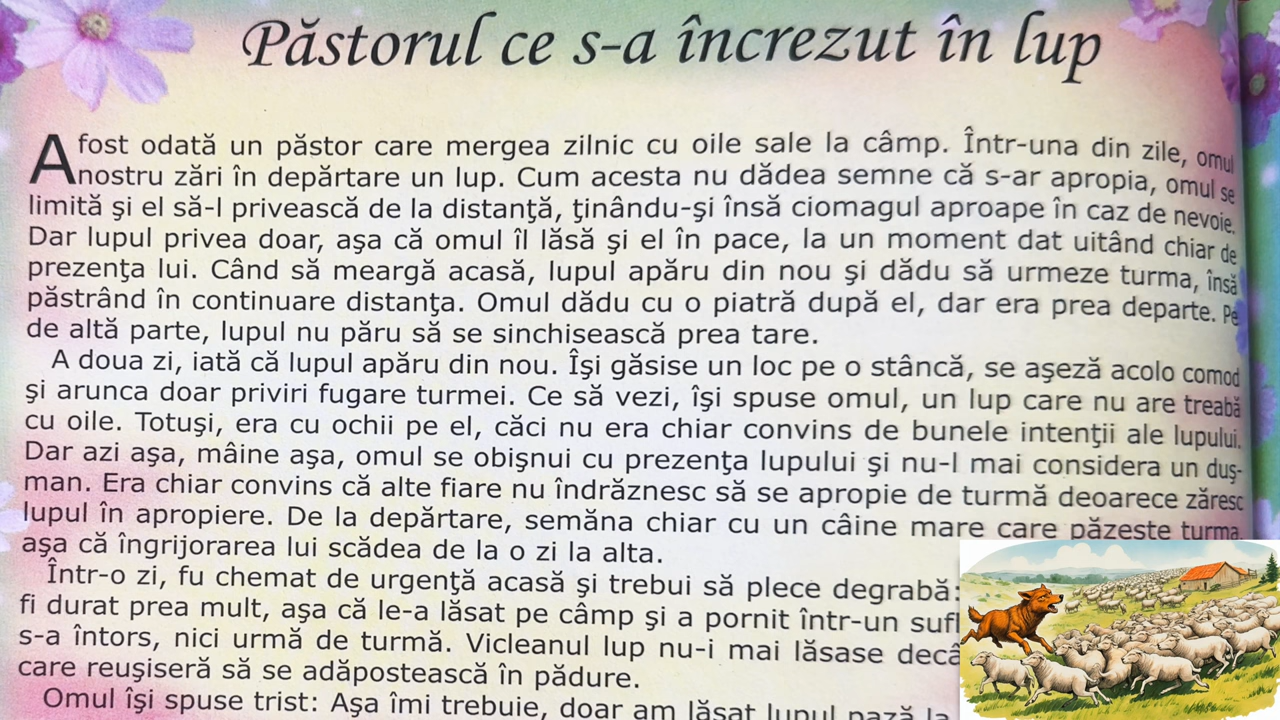 Păstorul ce s-a încrezut în lup
A fost odată un păstor care mergea zilnic cu oile sale la câmp. Într-una din zile, omul
nostru zări în depărtare un lup. Cum acesta nu dădea semne că s-ar apropia, omul se
limită şi el să-l privească de la distanţă, ţinându-şi însă ciomagul aproape în caz de nevoie.
Dar lupul privea doar, aşa că omul îl lăsă şi el în pace, la un moment dat uitând chiar de
prezenţa lui. Când să meargă acasă, lupul apăru din nou şi dădu să urmeze turma, însă
păstrând în continuare distanţa. Omul dădu cu o piatră după el, dar era prea departe. Pe
de altă parte, lupul nu păru să se sinchisească prea tare.
A doua zi, iată că lupul apăru din nou. Îşi găsise un loc pe o stâncă, se aşeză acolo comod
şi arunca doar priviri fugare turmei. Ce să vezi, îşi spuse omul, un lup care nu are treabă
cu oile. Totuşi, era cu ochii pe el, căci nu era chiar convins de bunele intenţii ale lupului.
Dar azi aşa, mâine aşa, omul se obişnui cu prezenţa lupului şi nu-l mai considera un duş-
man. Era chiar convins că alte fiare nu îndrăznesc să se apropie de turmă deoarece zăresc
lupul în apropiere. De la depărtare, semăna chiar cu un câine mare care păzeşte turma,
aşa că îngrijorarea lui scădea de la o zi la alta.
Într-o zi, fu chemat de urgenţă acasă şi trebui să plece degrabă:
fi durat prea mult, aşa că le-a lăsat pe câmp şi a pornit într-un
s-a întors, nici urmă de turmă. Vicleanul lup nu-i mai lăsase
care reuşiseră să se adăpostească în pădure.
Omul îşi spuse trist: Aşa îmi trebuie, doar am lăsat lupul pază la